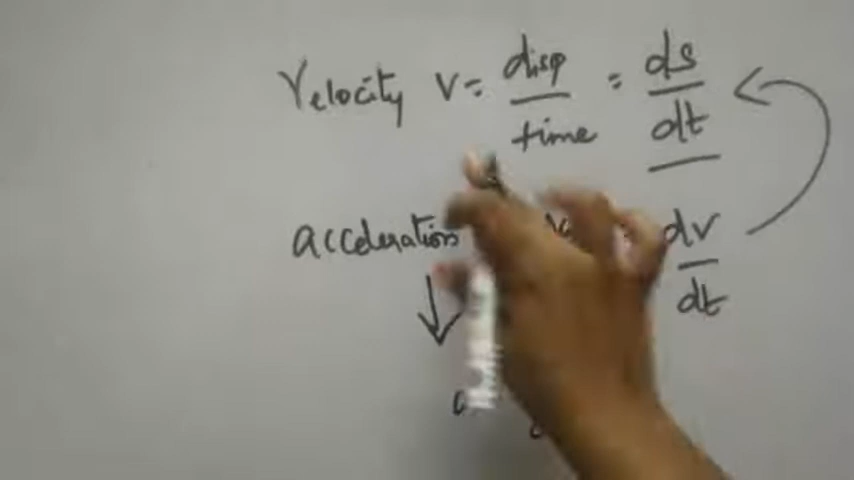 Velocity v = disp/time = ds/dt
acceleration dv/dt